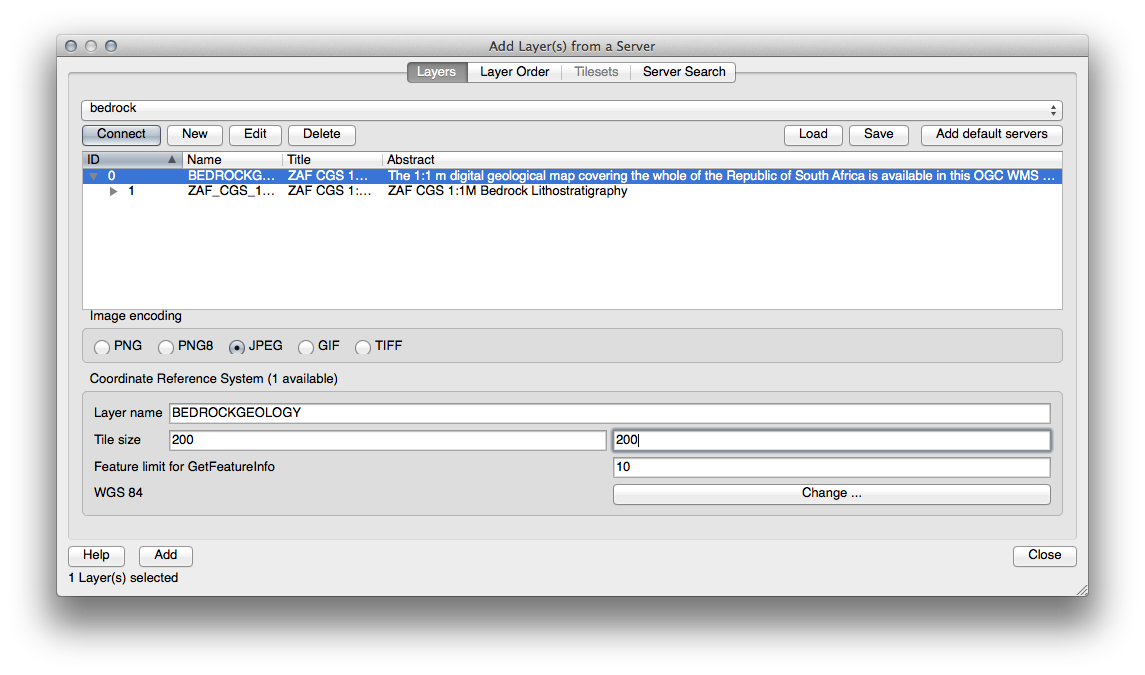 Add Layer(s) from a Server
Layers Layer Order Tilesets Server Search
bedrock
Connect New Edit Delete Load Save Add default servers
ID Name Title Abstract
0 BEDROCKG... ZAF CGS 1... The 1:1 m digital geological map covering the whole of the Republic of South Africa is available in this OGC WMS ...
1 ZAF_CGS_1... ZAF CGS 1:... ZAF CGS 1:1M Bedrock Lithostratigraphy
Image encoding
PNG PNG8 JPEG GIF TIFF
Coordinate Reference System (1 available)
Layer name BEDROCKGEOLOGY
Tile size 200 200
Feature limit for GetFeatureInfo 10
WGS 84 Change ...
Help Add Close
1 Layer(s) selected